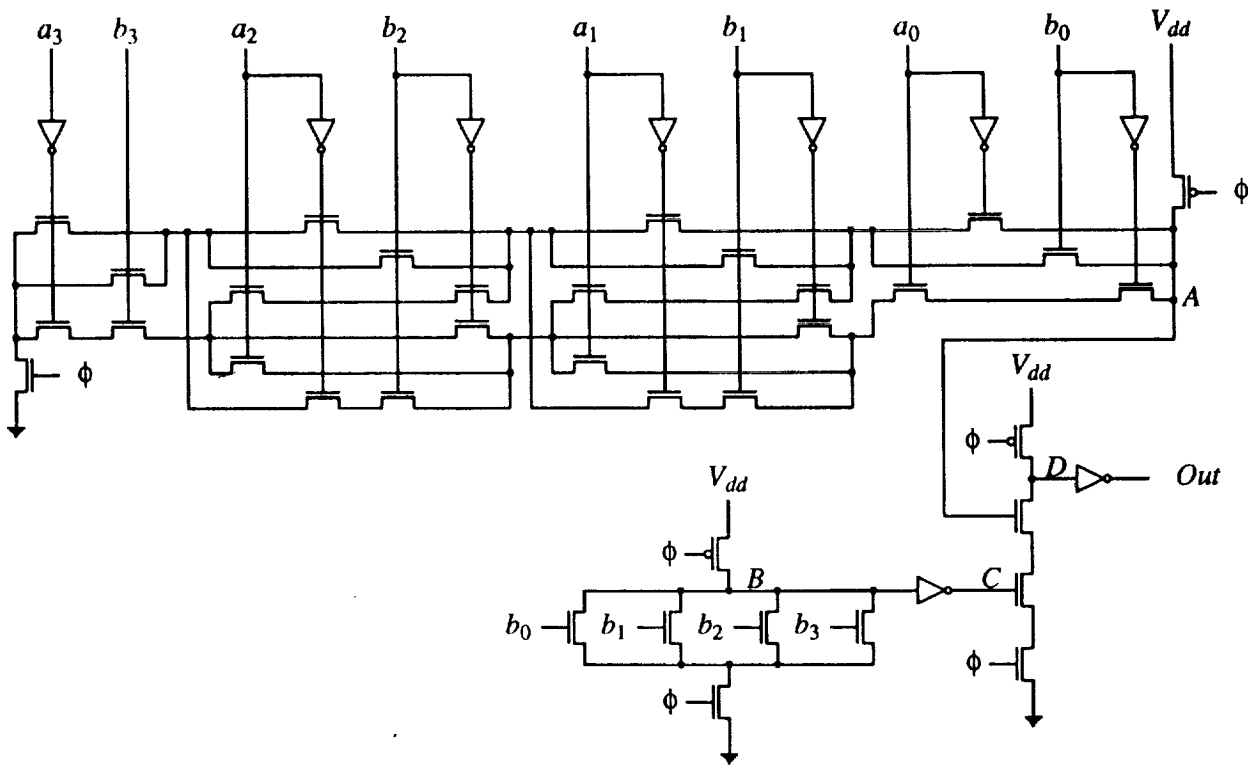 a3 b3 a2 b2 a1 b1 a0 b0 Vdd
ϕ
A
ϕ
Vdd
ϕ
D Out
Vdd
ϕ
B C
b0 b1 b2 b3
ϕ
ϕ